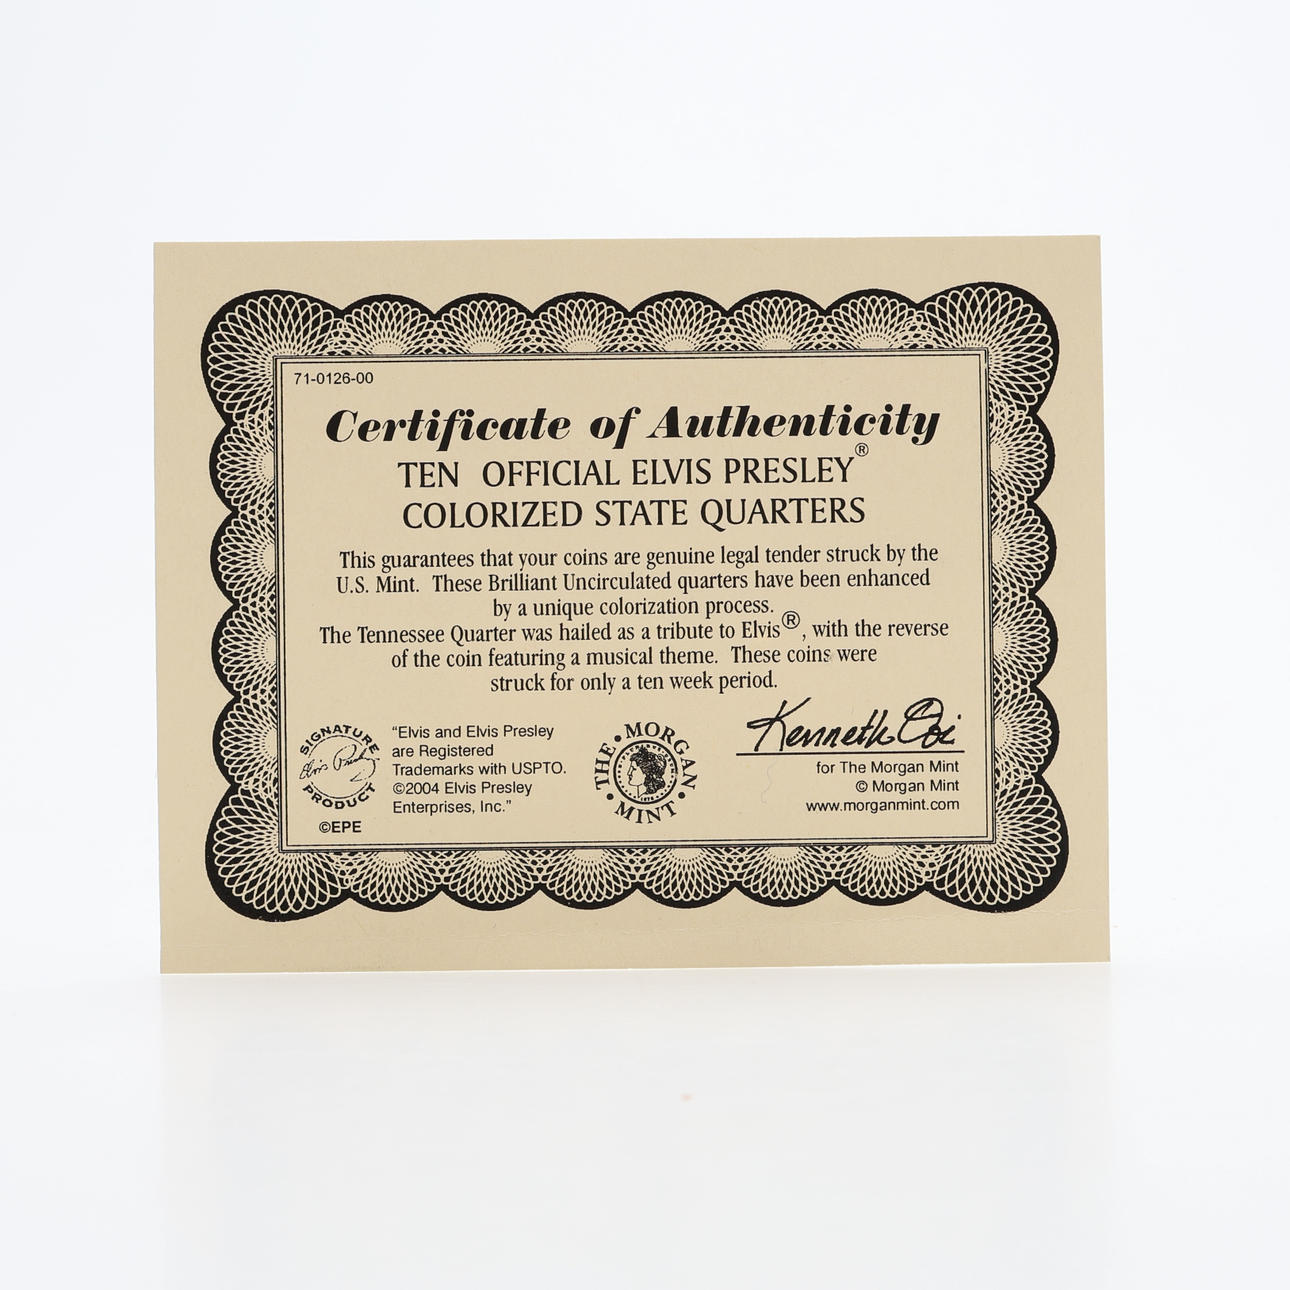 71-0126-00
Certificate of Authenticity
TEN OFFICIAL ELVIS PRESLEY®
COLORIZED STATE QUARTERS
This guarantees that your coins are genuine legal tender struck by the
U.S. Mint. These Brilliant Uncirculated quarters have been enhanced
by a unique colorization process.
The Tennessee Quarter was hailed as a tribute to Elvis®, with the reverse
of the coin featuring a musical theme. These coins were
struck for only a ten week period.
SIGNATURE
Elvis Presley
PRODUCT
©EPE
“Elvis and Elvis Presley
are Registered
Trademarks with USPTO.
©2004 Elvis Presley
Enterprises, Inc.”
THE • MORGAN • MINT •
Kenneth
for The Morgan Mint
© Morgan Mint
www.morganmint.com